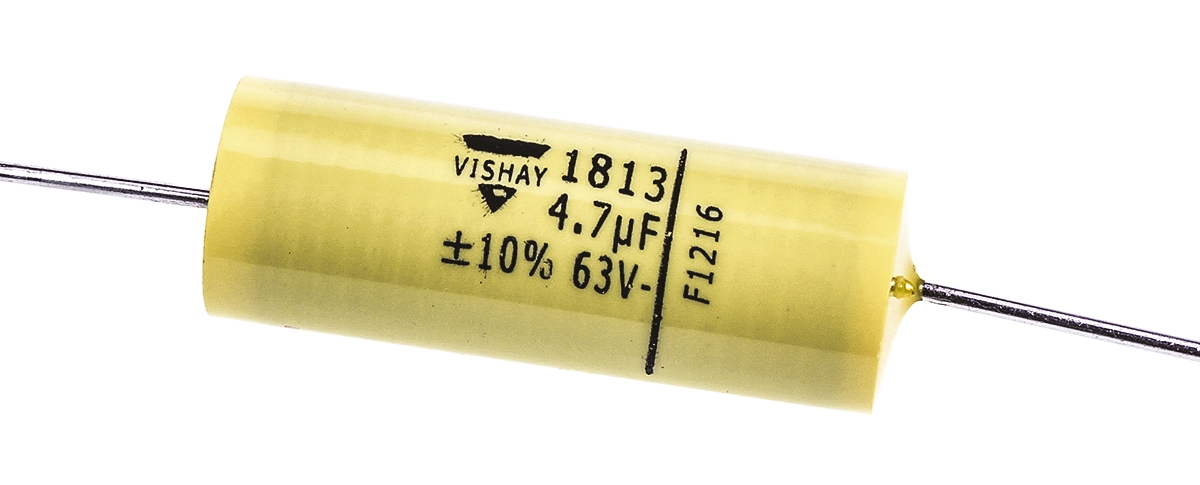 VISHAY 1813
4.7µF
±10% 63V-
F1216